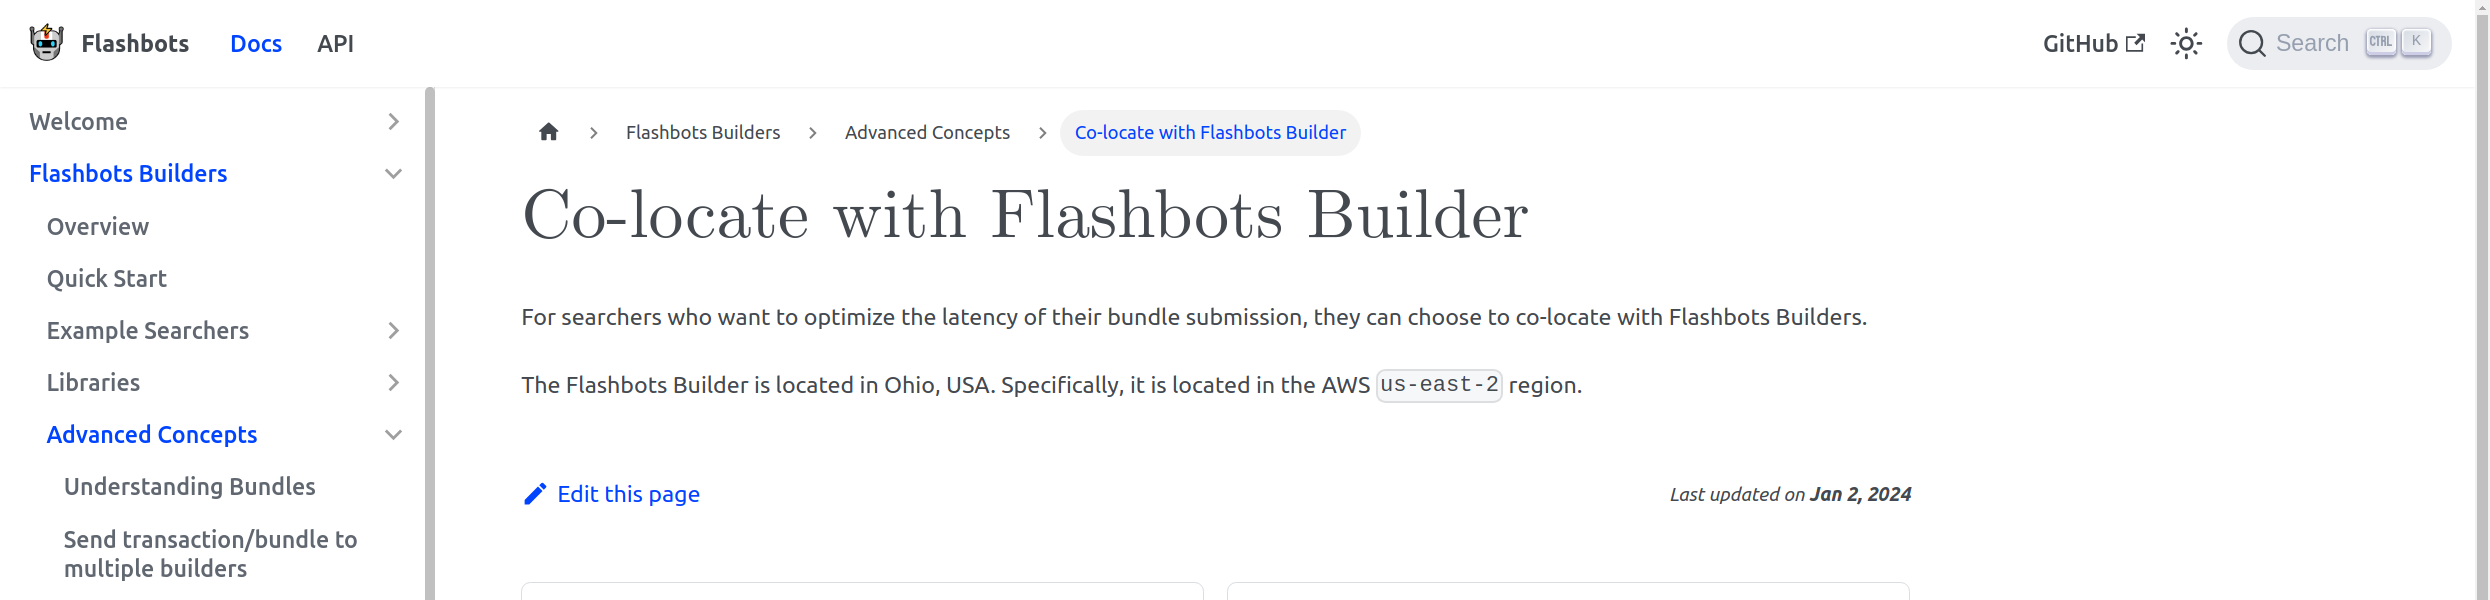 Flashbots Docs API GitHub Search CTRL K
Welcome
Flashbots Builders
Overview
Quick Start
Example Searchers
Libraries
Advanced Concepts
Understanding Bundles
Send transaction/bundle to
multiple builders
Flashbots Builders Advanced Concepts Co-locate with Flashbots Builder
Co-locate with Flashbots Builder
For searchers who want to optimize the latency of their bundle submission, they can choose to co-locate with Flashbots Builders.
The Flashbots Builder is located in Ohio, USA. Specifically, it is located in the AWS us-east-2 region.
Edit this page
Last updated on Jan 2, 2024